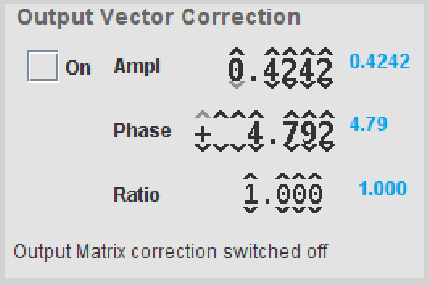 Output Vector Correction
On Ampl 0.4242 0.4242
Phase + 4.792 4.79
Ratio 1.000 1.000
Output Matrix correction switched off